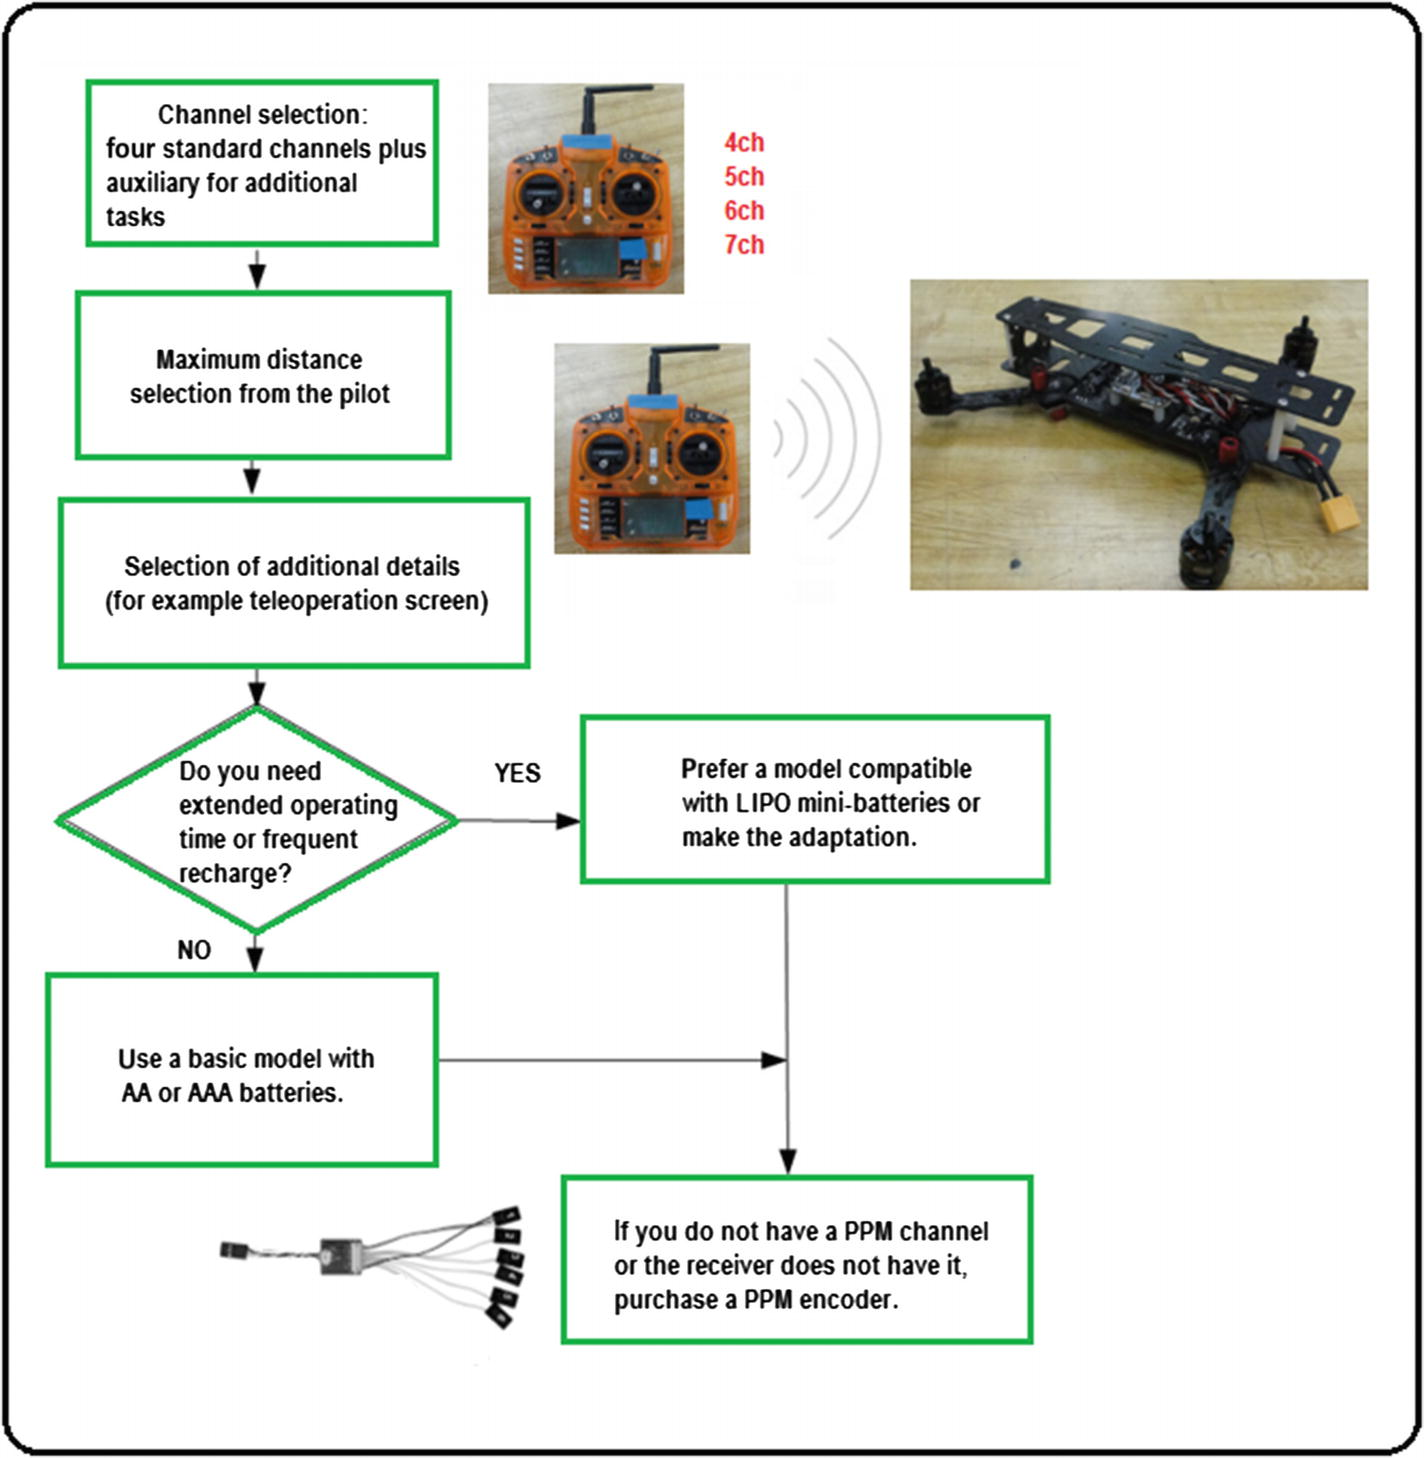 Channel selection:
four standard channels plus
auxiliary for additional
tasks
4ch
5ch
6ch
7ch
Maximum distance
selection from the pilot
Selection of additional details
(for example teleoperation screen)
Do you need
extended operating
time or frequent
recharge?
YES
Prefer a model compatible
with LIPO mini-batteries or
make the adaptation.
NO
Use a basic model with
AA or AAA batteries.
If you do not have a PPM channel
or the receiver does not have it,
purchase a PPM encoder.